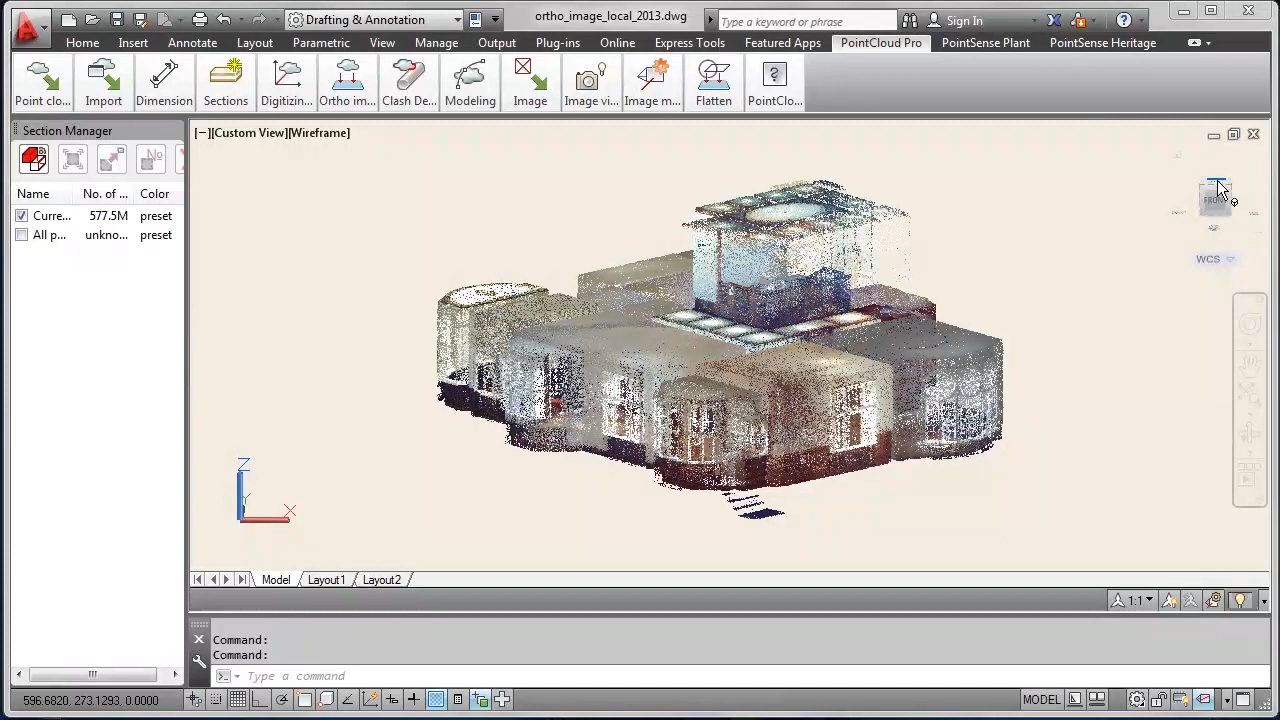 Drafting & Annotation
ortho_image_local_2013.dwg
Type a keyword or phrase
Sign In
Home Insert Annotate Layout Parametric View Manage Output Plug-ins Online Express Tools Featured Apps PointCloud Pro PointSense Plant PointSense Heritage
Point clo... Import Dimension Sections Digitizin... Ortho im... Clash De... Modeling Image Image vi... Image m... Flatten PointClo...
Section Manager
[−][Custom View][Wireframe]
Name No. of ... Color
Curre... 577.5M preset
All p... unkno... preset
FRONT
WCS
Z
Y
X
Model Layout1 Layout2
1:1
Command:
Command:
Type a command
596.6820, 273.1293, 0.0000
MODEL